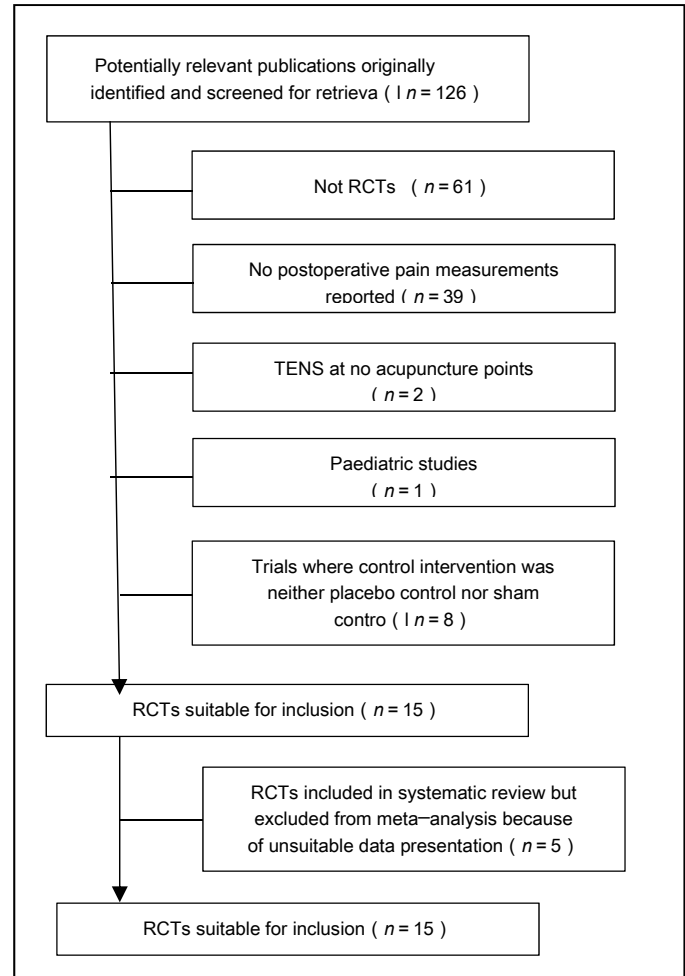 Potentially relevant publications originally
identified and screened for retrieva ( l n = 126 )
Not RCTs ( n = 61 )
No postoperative pain measurements
reported ( n = 39 )
TENS at no acupuncture points
( n = 2 )
Paediatric studies
( n = 1 )
Trials where control intervention was
neither placebo control nor sham
contro ( l n = 8 )
RCTs suitable for inclusion ( n = 15 )
RCTs included in systematic review but
excluded from meta−analysis because
of unsuitable data presentation ( n = 5 )
RCTs suitable for inclusion ( n = 15 )